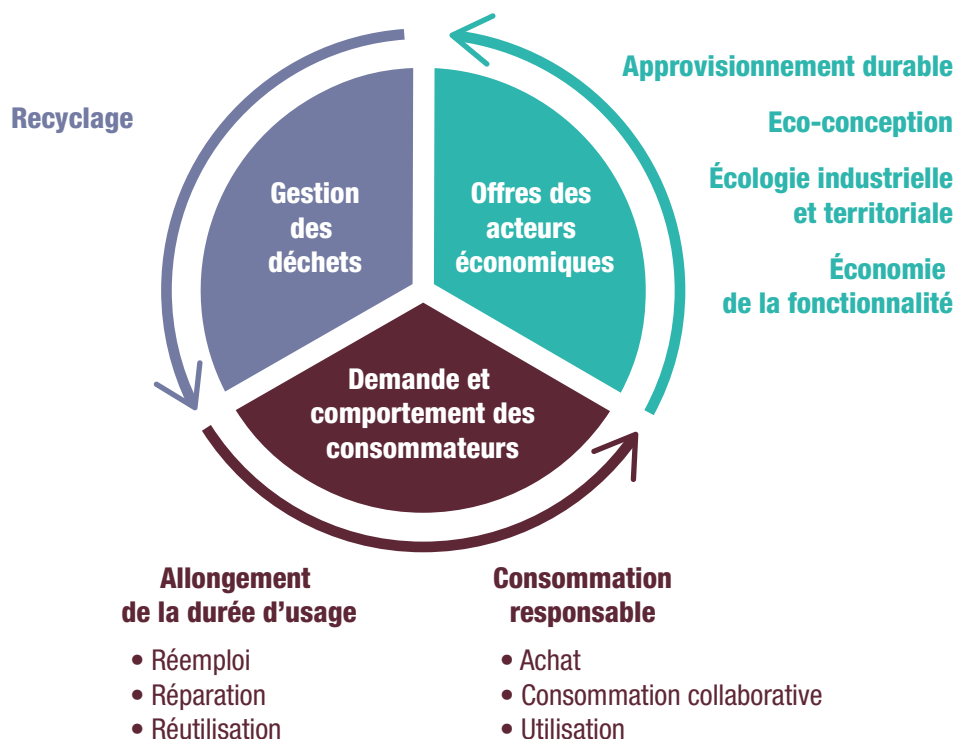 Recyclage
Gestion
des
déchets
Offres des
acteurs
économiques
Approvisionnement durable
Eco-conception
Écologie industrielle
et territoriale
Économie
de la fonctionnalité
Demande et
comportement des
consommateurs
Allongement
de la durée d’usage
• Réemploi
• Réparation
• Réutilisation
Consommation
responsable
• Achat
• Consommation collaborative
• Utilisation